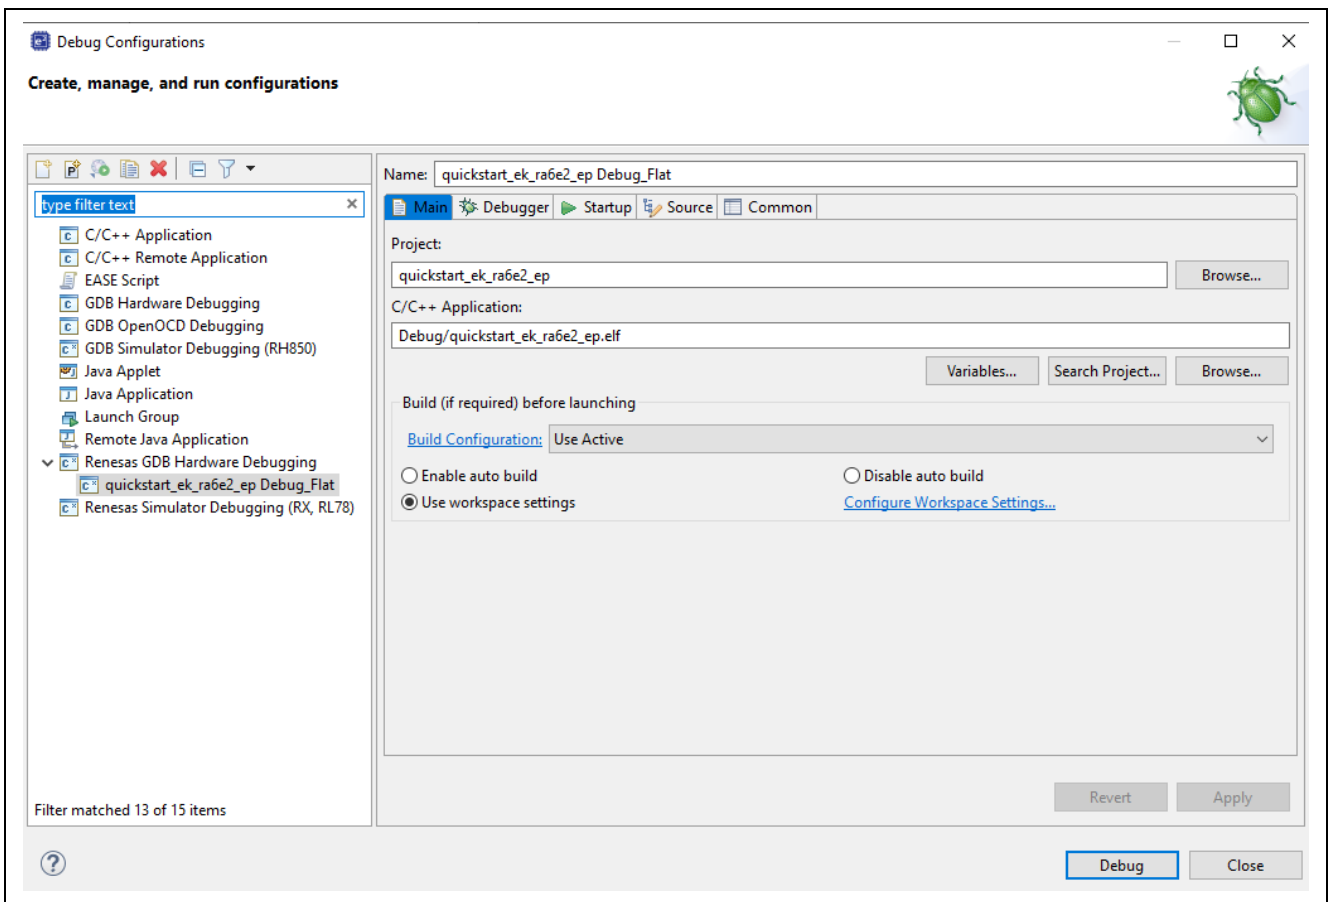 Debug Configurations
Create, manage, and run configurations
type filter text
C/C++ Application
C/C++ Remote Application
EASE Script
GDB Hardware Debugging
GDB OpenOCD Debugging
GDB Simulator Debugging (RH850)
Java Applet
Java Application
Launch Group
Remote Java Application
Renesas GDB Hardware Debugging
quickstart_ek_ra6e2_ep Debug_Flat
Renesas Simulator Debugging (RX, RL78)
Filter matched 13 of 15 items
Name: quickstart_ek_ra6e2_ep Debug_Flat
Main Debugger Startup Source Common
Project:
quickstart_ek_ra6e2_ep Browse...
C/C++ Application:
Debug/quickstart_ek_ra6e2_ep.elf
Variables... Search Project... Browse...
Build (if required) before launching
Build Configuration: Use Active
Enable auto build Disable auto build
Use workspace settings Configure Workspace Settings...
Revert Apply
Debug Close